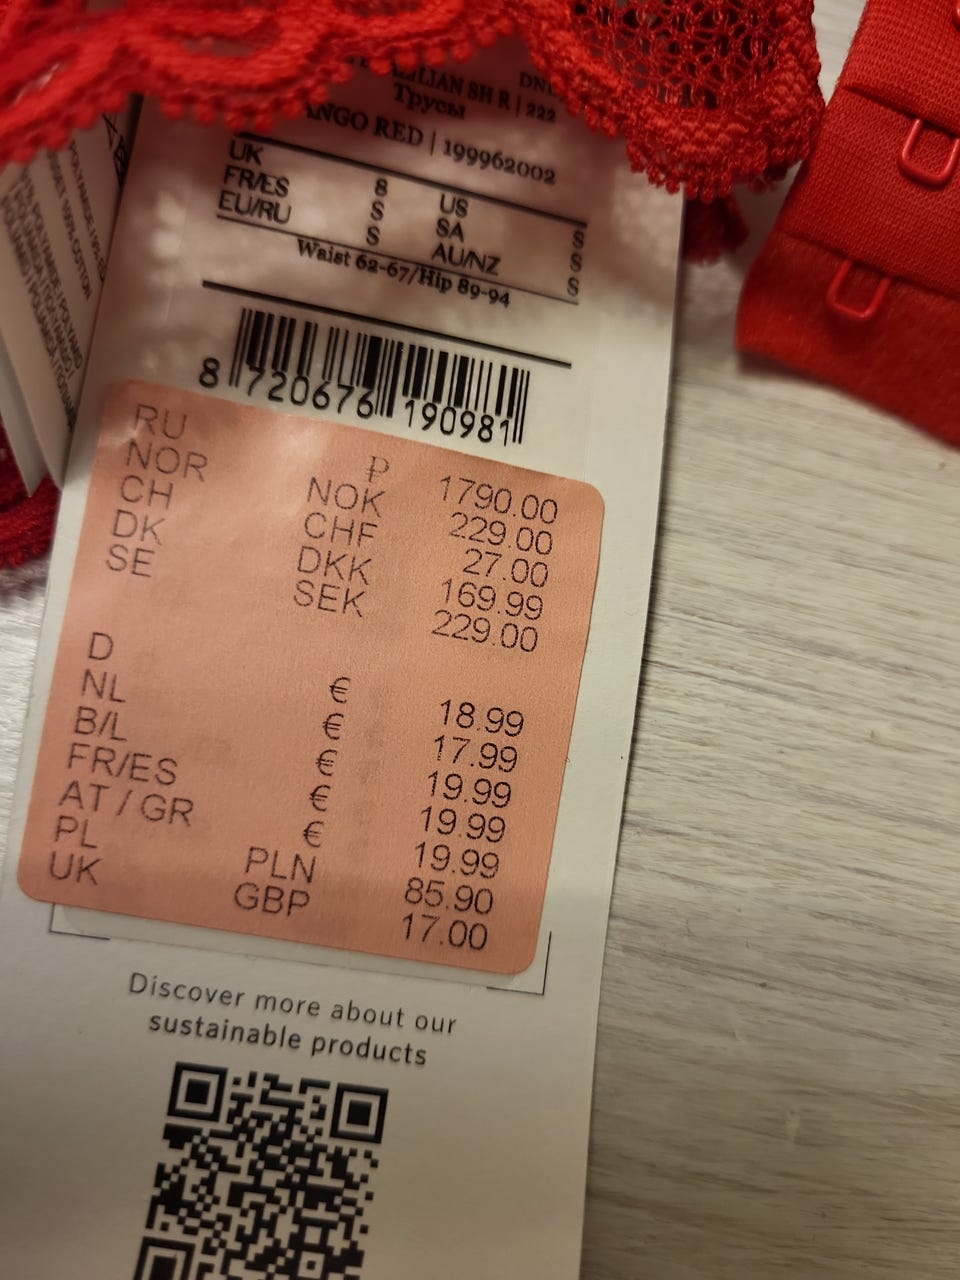 SH R | 222
Трусы
RED | 199962002
UK 8 US S
FR/ES S SA S
EU/RU S AU/NZ S
Waist 62-67/Hip 89-94
8 720676 190981
RU ₽ 1790.00
NOR NOK 229.00
CH CHF 27.00
DK DKK 169.99
SE SEK 229.00
D € 18.99
NL € 17.99
B/L € 19.99
FR/ES € 19.99
AT / GR € 19.99
PL PLN 85.90
UK GBP 17.00
Discover more about our
sustainable products
100% COTTON